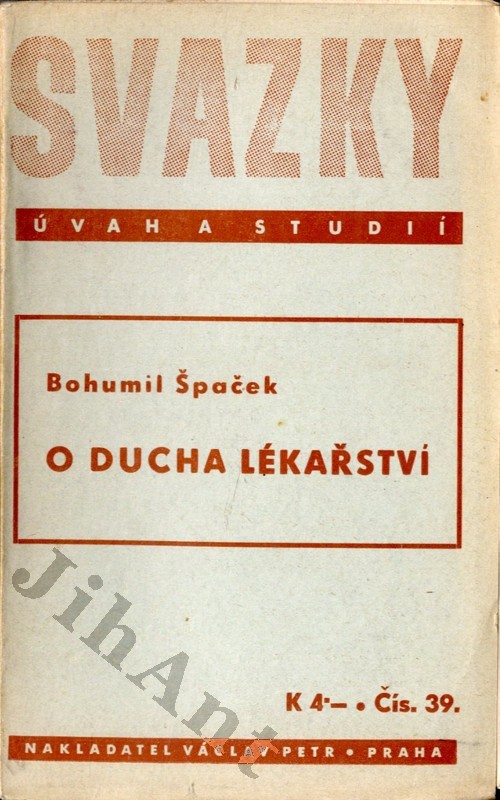 SVAZKY
ÚVAH A STUDIÍ
Bohumil Špaček
O DUCHA LÉKAŘSTVÍ
K 4·— • Čís. 39.
NAKLADATEL VÁCLAV PETR • PRAHA
JihAnt